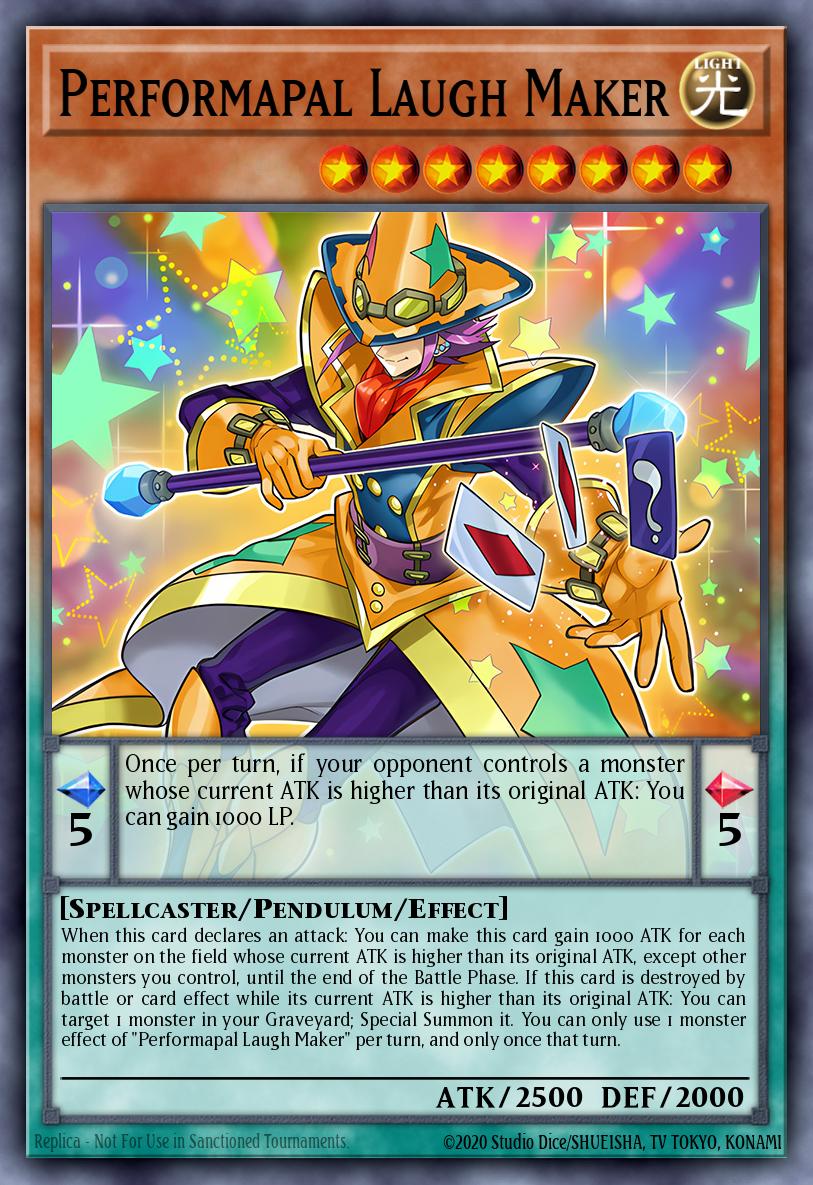 Performapal Laugh Maker
LIGHT
光
?
Once per turn, if your opponent controls a monster
whose current ATK is higher than its original ATK: You
can gain 1000 LP.
5
5
[Spellcaster/Pendulum/Effect]
When this card declares an attack: You can make this card gain 1000 ATK for each
monster on the field whose current ATK is higher than its original ATK, except other
monsters you control, until the end of the Battle Phase. If this card is destroyed by
battle or card effect while its current ATK is higher than its original ATK: You can
target 1 monster in your Graveyard; Special Summon it. You can only use 1 monster
effect of "Performapal Laugh Maker" per turn, and only once that turn.
ATK/2500 DEF/2000
Replica - Not For Use in Sanctioned Tournaments.
©2020 Studio Dice/SHUEISHA, TV TOKYO, KONAMI